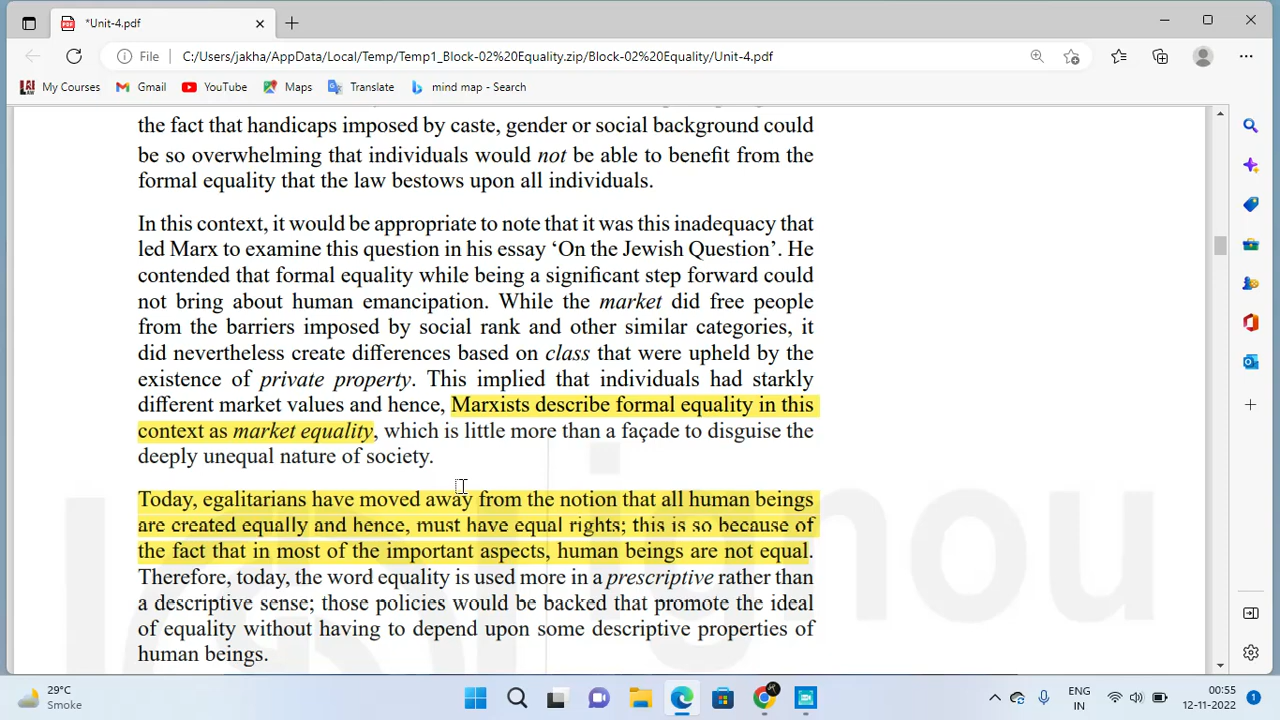 *Unit-4.pdf
File
C:/Users/jakha/AppData/Local/Temp/Temp1_Block-02%20Equality.zip/Block-02%20Equality/Unit-4.pdf
My Courses
Gmail
YouTube
Maps
Translate
mind map - Search
the fact that handicaps imposed by caste, gender or social background could
be so overwhelming that individuals would not be able to benefit from the
formal equality that the law bestows upon all individuals.
In this context, it would be appropriate to note that it was this inadequacy that
led Marx to examine this question in his essay ‘On the Jewish Question’. He
contended that formal equality while being a significant step forward could
not bring about human emancipation. While the market did free people
from the barriers imposed by social rank and other similar categories, it
did nevertheless create differences based on class that were upheld by the
existence of private property. This implied that individuals had starkly
different market values and hence, Marxists describe formal equality in this
context as market equality, which is little more than a façade to disguise the
deeply unequal nature of society.
Today, egalitarians have moved away from the notion that all human beings
are created equally and hence, must have equal rights; this is so because of
the fact that in most of the important aspects, human beings are not equal.
Therefore, today, the word equality is used more in a prescriptive rather than
a descriptive sense; those policies would be backed that promote the ideal
of equality without having to depend upon some descriptive properties of
human beings.
ignou
29°C
Smoke
ENG
IN
00:55
12-11-2022
1